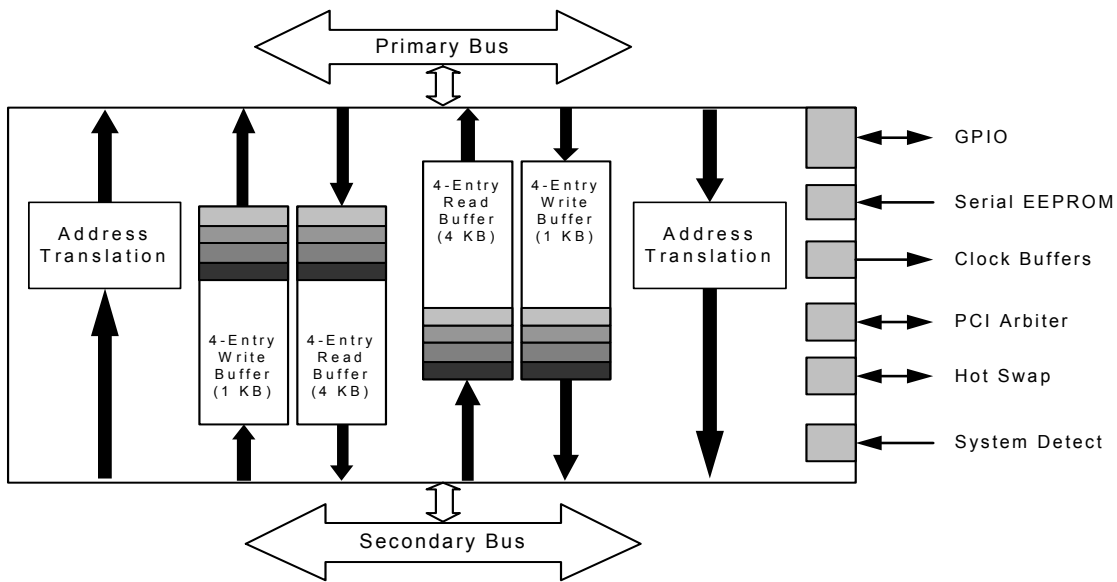 Primary Bus
Address
Translation
4-Entry
Write
Buffer
(1 KB)
4-Entry
Read
Buffer
(4 KB)
4-Entry
Read
Buffer
(4 KB)
4-Entry
Write
Buffer
(1 KB)
Address
Translation
GPIO
Serial EEPROM
Clock Buffers
PCI Arbiter
Hot Swap
System Detect
Secondary Bus